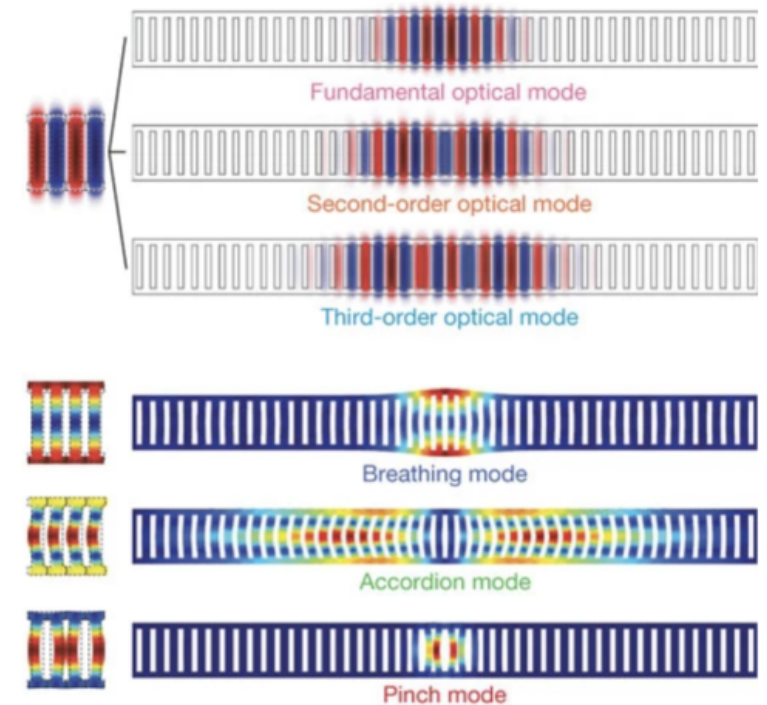 Fundamental optical mode
Second-order optical mode
Third-order optical mode
Breathing mode
Accordion mode
Pinch mode